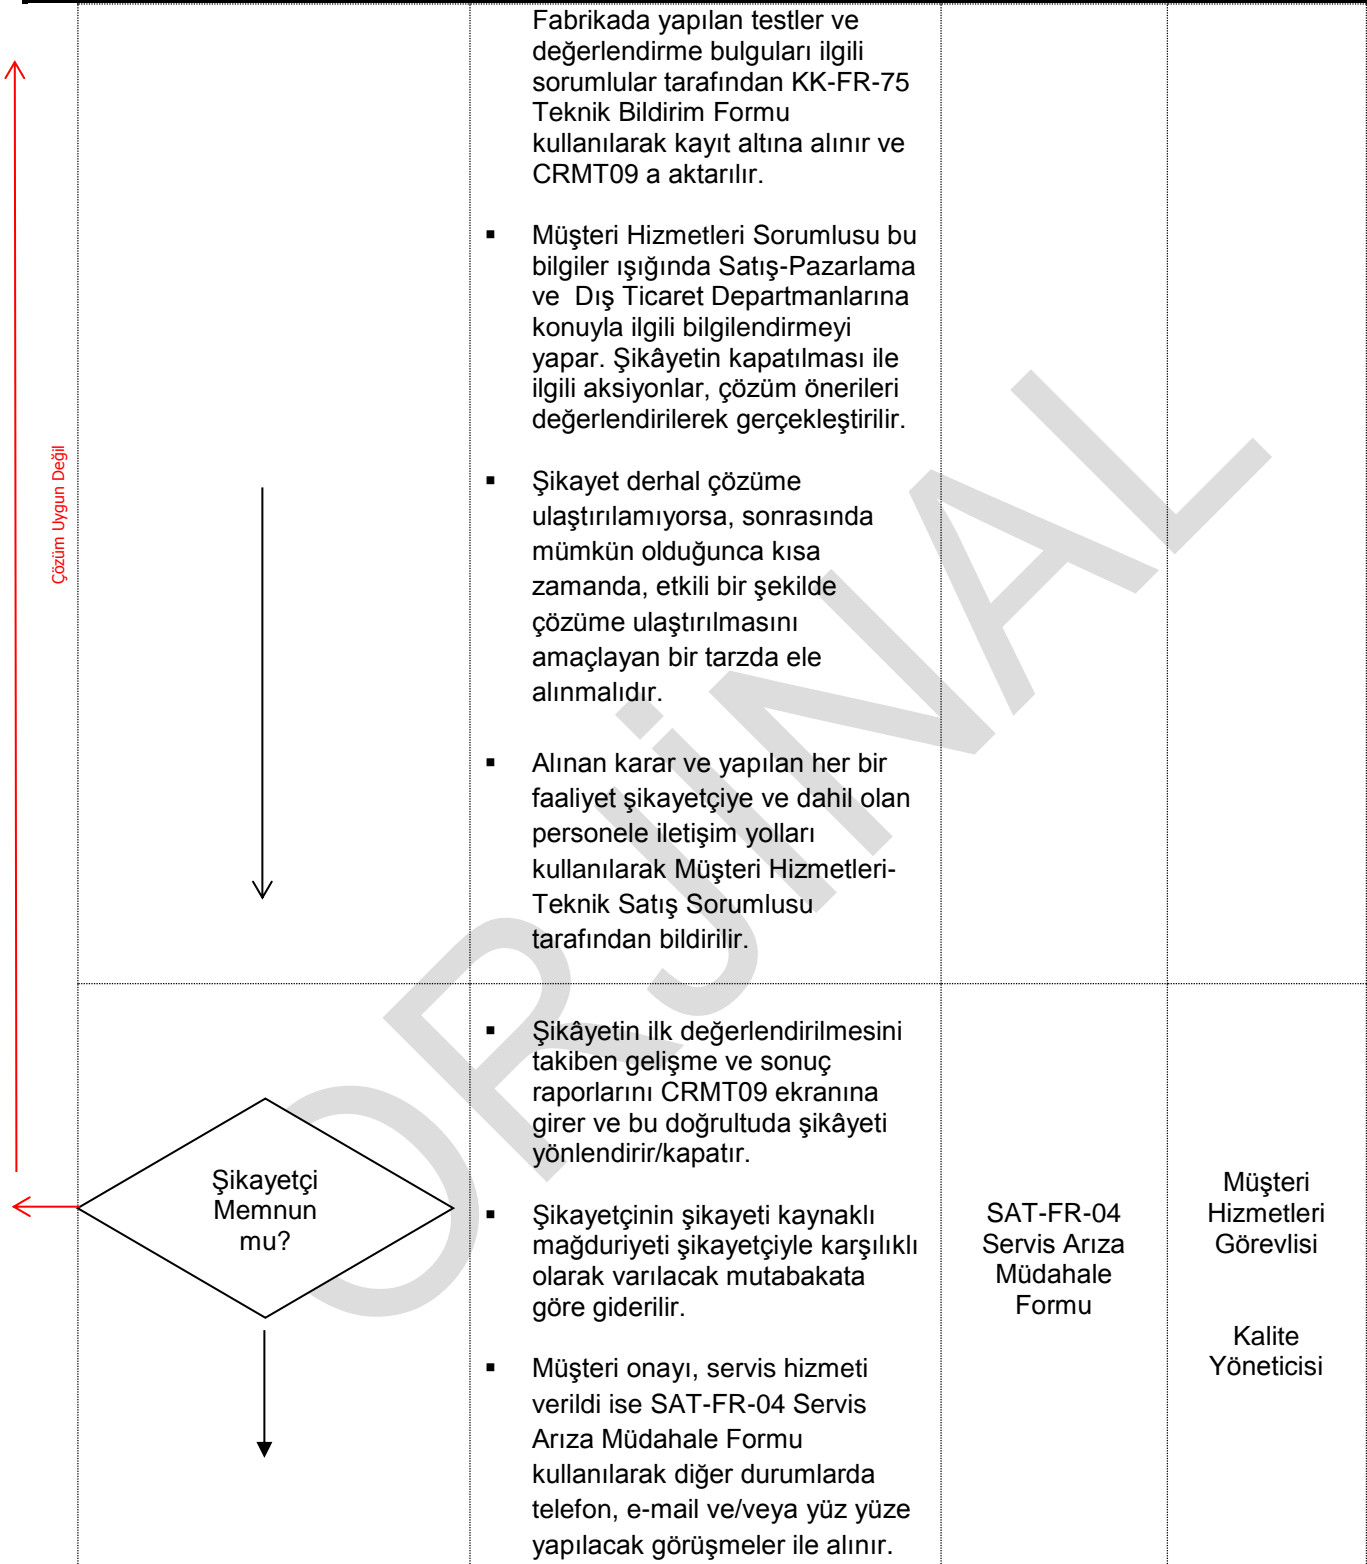 Fabrikada yapılan testler ve
değerlendirme bulguları ilgili
sorumlular tarafından KK-FR-75
Teknik Bildirim Formu
kullanılarak kayıt altına alınır ve
CRMT09 a aktarılır.
▪ Müşteri Hizmetleri Sorumlusu bu
bilgiler ışığında Satış-Pazarlama
ve Dış Ticaret Departmanlarına
konuyla ilgili bilgilendirmeyi
yapar. Şikâyetin kapatılması ile
ilgili aksiyonlar, çözüm önerileri
değerlendirilerek gerçekleştirilir.
Çözüm Uygun Değil
▪ Şikayet derhal çözüme
ulaştırılamıyorsa, sonrasında
mümkün olduğunca kısa
zamanda, etkili bir şekilde
çözüme ulaştırılmasını
amaçlayan bir tarzda ele
alınmalıdır.
▪ Alınan karar ve yapılan her bir
faaliyet şikayetçiye ve dahil olan
personele iletişim yolları
kullanılarak Müşteri Hizmetleri-
Teknik Satış Sorumlusu
tarafından bildirilir.
ORJİNAL
Şikayetçi
Memnun
mu?
▪ Şikâyetin ilk değerlendirilmesini
takiben gelişme ve sonuç
raporlarını CRMT09 ekranına
girer ve bu doğrultuda şikâyeti
yönlendirir/kapatır.
▪ Şikayetçinin şikayeti kaynaklı
mağduriyeti şikayetçiyle karşılıklı
olarak varılacak mutabakata
göre giderilir.
▪ Müşteri onayı, servis hizmeti
verildi ise SAT-FR-04 Servis
Arıza Müdahale Formu
kullanılarak diğer durumlarda
telefon, e-mail ve/veya yüz yüze
yapılacak görüşmeler ile alınır.
SAT-FR-04
Servis Arıza
Müdahale
Formu
Müşteri
Hizmetleri
Görevlisi
Kalite
Yöneticisi